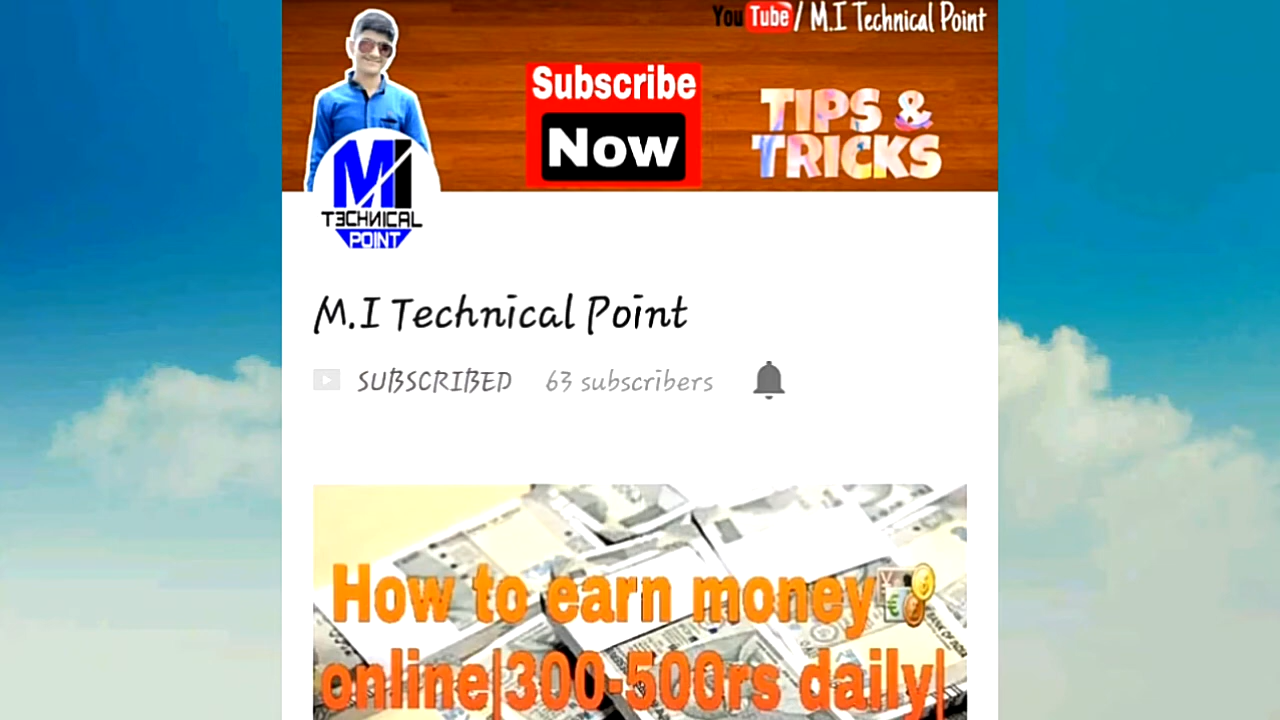 YouTube / M.I Technical Point
Subscribe
Now
TIPS &
TRICKS
MI
TECHNICAL
POINT
M.I Technical Point
SUBSCRIBED 63 subscribers
How to earn money
online|300-500rs daily|